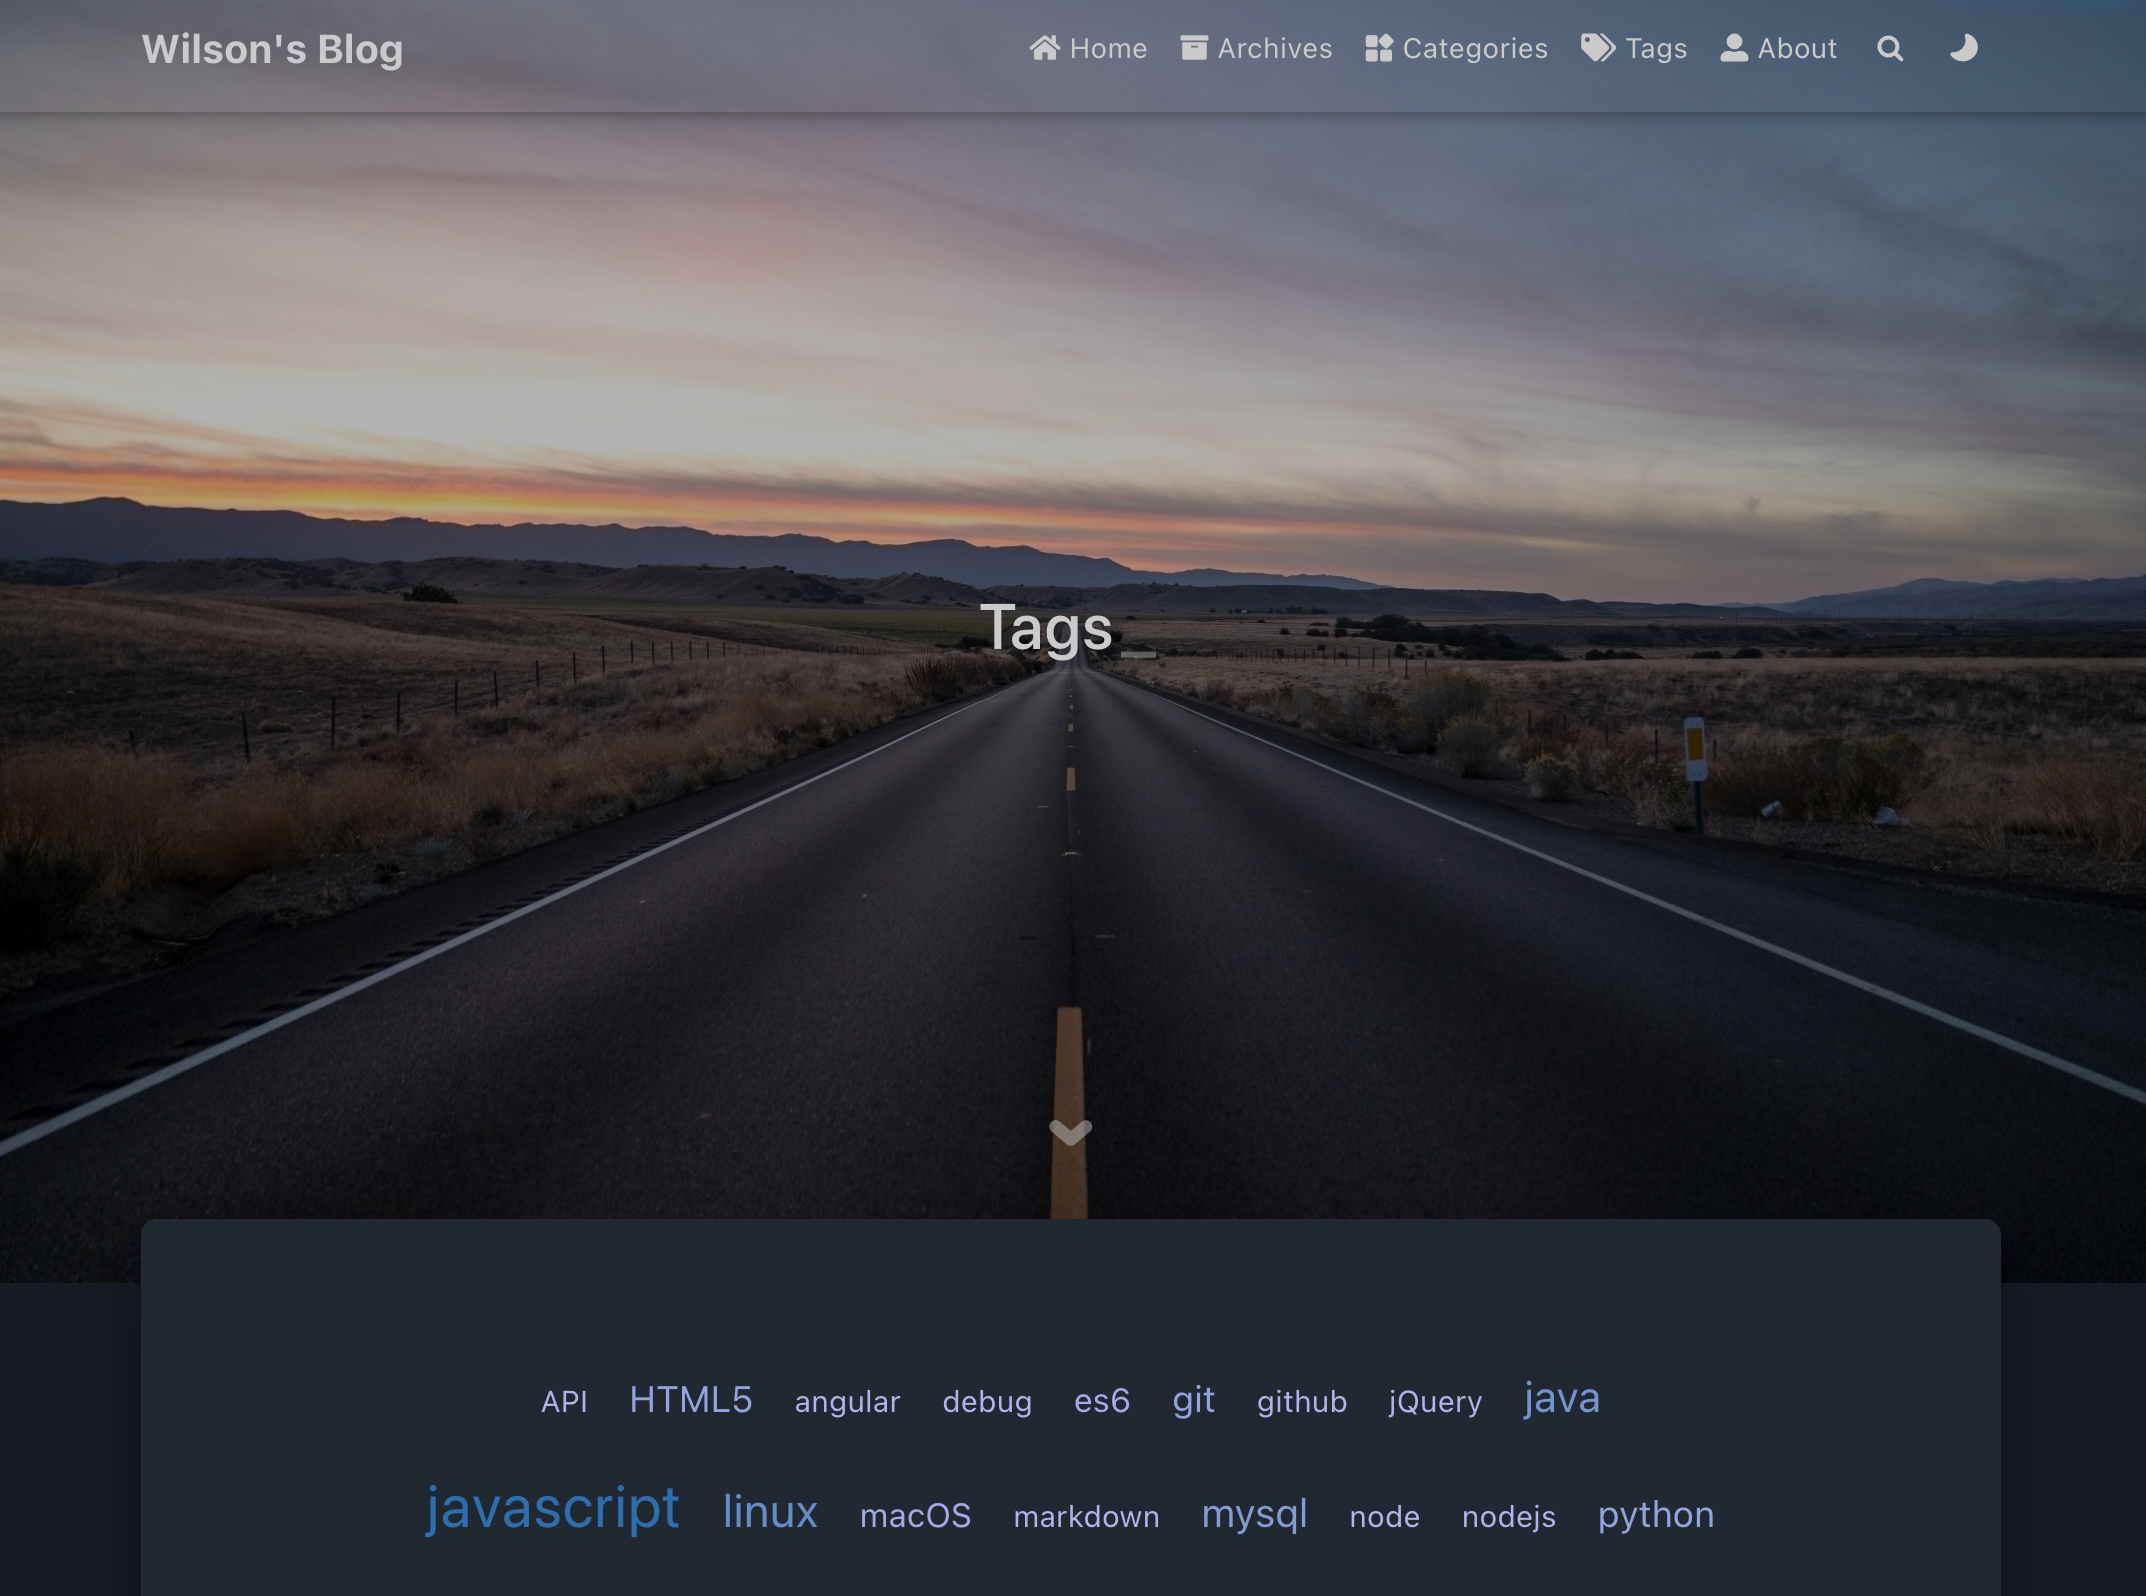 Wilson's Blog Home Archives Categories Tags About
Tags
API HTML5 angular debug es6 git github jQuery java
javascript linux macOS markdown mysql node nodejs python